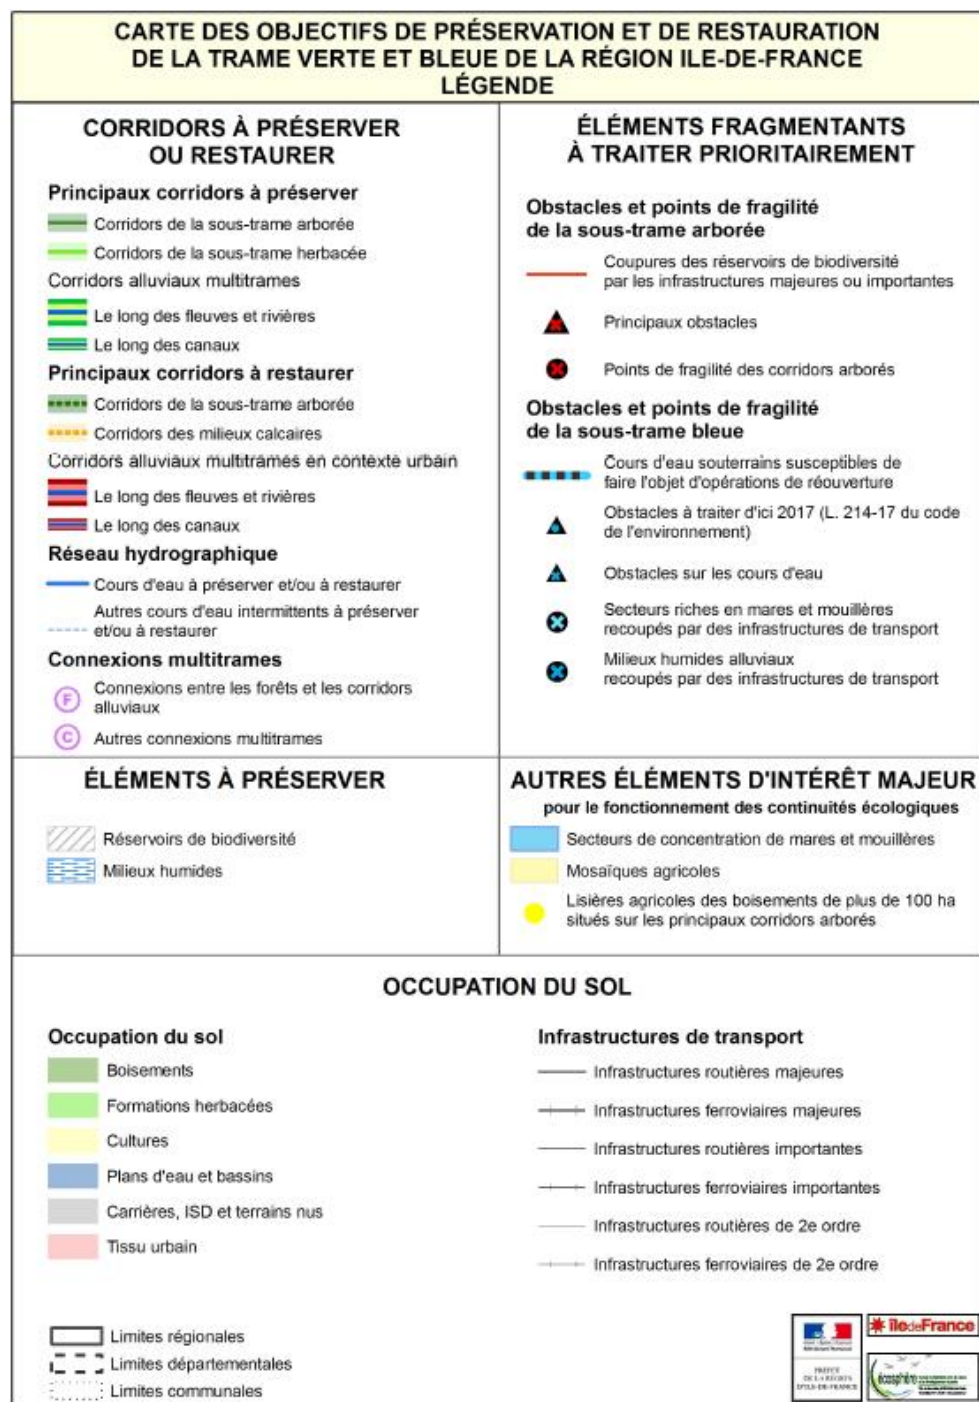 CARTE DES OBJECTIFS DE PRÉSERVATION ET DE RESTAURATION
DE LA TRAME VERTE ET BLEUE DE LA RÉGION ILE-DE-FRANCE
LÉGENDE
CORRIDORS À PRÉSERVER
OU RESTAURER
Principaux corridors à préserver
Corridors de la sous-trame arborée
Corridors de la sous-trame herbacée
Corridors alluviaux multitrames
Le long des fleuves et rivières
Le long des canaux
Principaux corridors à restaurer
Corridors de la sous-trame arborée
Corridors des milieux calcaires
Corridors alluviaux multitrames en contexte urbain
Le long des fleuves et rivières
Le long des canaux
Réseau hydrographique
Cours d'eau à préserver et/ou à restaurer
Autres cours d'eau intermittents à préserver
et/ou à restaurer
Connexions multitrames
F
Connexions entre les forêts et les corridors
alluviaux
C
Autres connexions multitrames
ÉLÉMENTS FRAGMENTANTS
À TRAITER PRIORITAIREMENT
Obstacles et points de fragilité
de la sous-trame arborée
Coupures des réservoirs de biodiversité
par les infrastructures majeures ou importantes
Principaux obstacles
Points de fragilité des corridors arborés
Obstacles et points de fragilité
de la sous-trame bleue
Cours d'eau souterrains susceptibles de
faire l'objet d'opérations de réouverture
Obstacles à traiter d'ici 2017 (L. 214-17 du code
de l'environnement)
Obstacles sur les cours d'eau
Secteurs riches en mares et mouillères
recoupés par des infrastructures de transport
Milieux humides alluviaux
recoupés par des infrastructures de transport
ÉLÉMENTS À PRÉSERVER
Réservoirs de biodiversité
Milieux humides
AUTRES ÉLÉMENTS D'INTÉRÊT MAJEUR
pour le fonctionnement des continuités écologiques
Secteurs de concentration de mares et mouillères
Mosaïques agricoles
Lisières agricoles des boisements de plus de 100 ha
situés sur les principaux corridors arborés
OCCUPATION DU SOL
Occupation du sol
Boisements
Formations herbacées
Cultures
Plans d'eau et bassins
Carrières, ISD et terrains nus
Tissu urbain
Infrastructures de transport
Infrastructures routières majeures
Infrastructures ferroviaires majeures
Infrastructures routières importantes
Infrastructures ferroviaires importantes
Infrastructures routières de 2e ordre
Infrastructures ferroviaires de 2e ordre
Limites régionales
Limites départementales
Limites communales
PRÉFET
DE LA RÉGION
D'ILE-DE-FRANCE
îledeFrance
écosphère